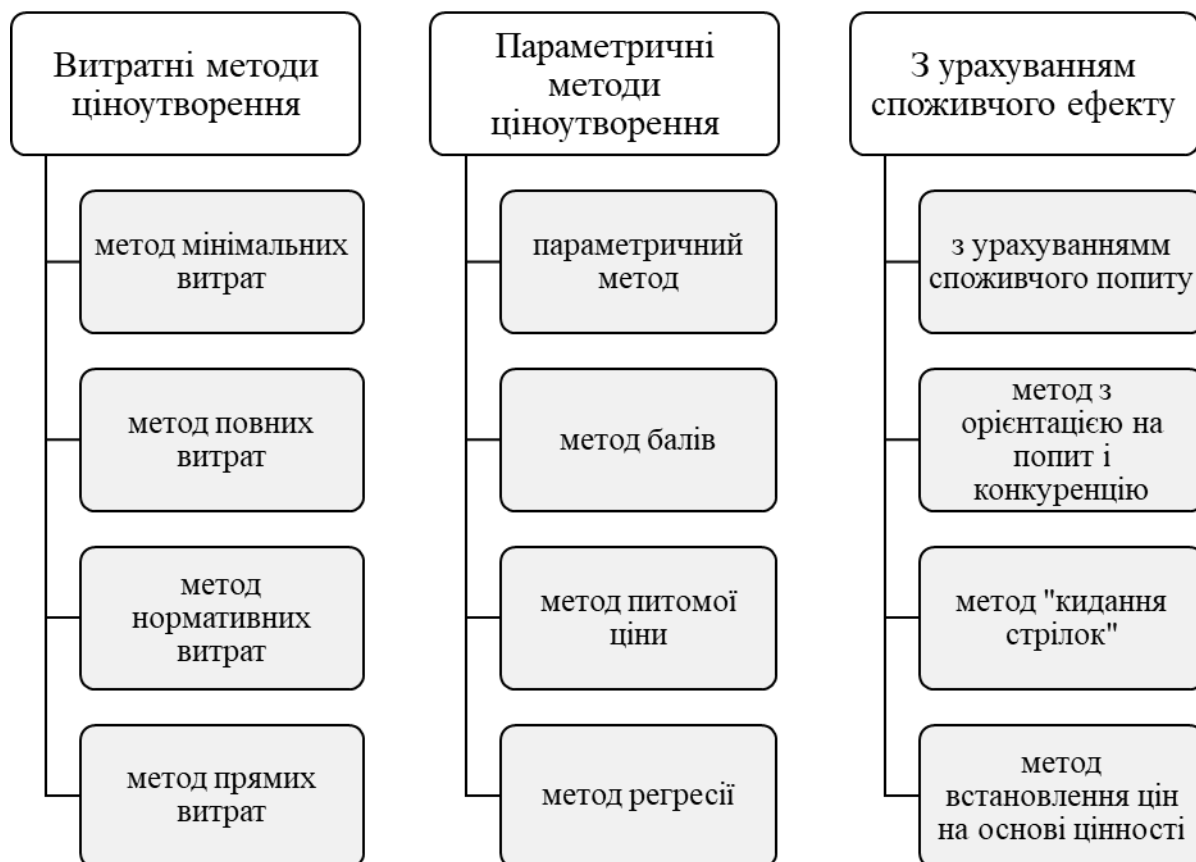 Витратні методи
ціноутворення
метод мінімальних
витрат
метод повних
витрат
метод
нормативних
витрат
метод прямих
витрат
Параметричні
методи
ціноутворення
параметричний
метод
метод балів
метод питомої
ціни
метод регресії
З урахуванням
споживчого ефекту
з урахуваннямм
споживчого попиту
метод з
орієнтацією на
попит і
конкуренцію
метод "кидання
стрілок"
метод
встановлення цін
на основі цінності